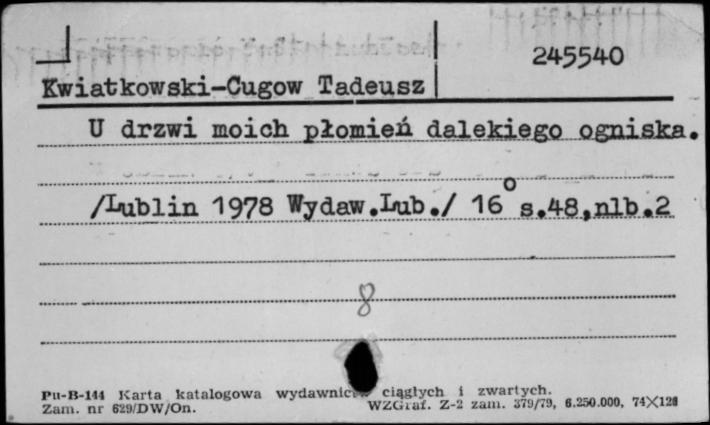 245540
Kwiatkowski-Cugow Tadeusz
U drzwi moich płomień dalekiego ogniska.
/Lublin 1978 Wydaw.Lub./ 16° s.48,nlb.2
8
Pu-B-144 Karta katalogowa ciągłych i zwartych.
Zam. nr 629/DW/On. WZGraf. Z-2 zam. 379/79, 6.250.000, 74X128